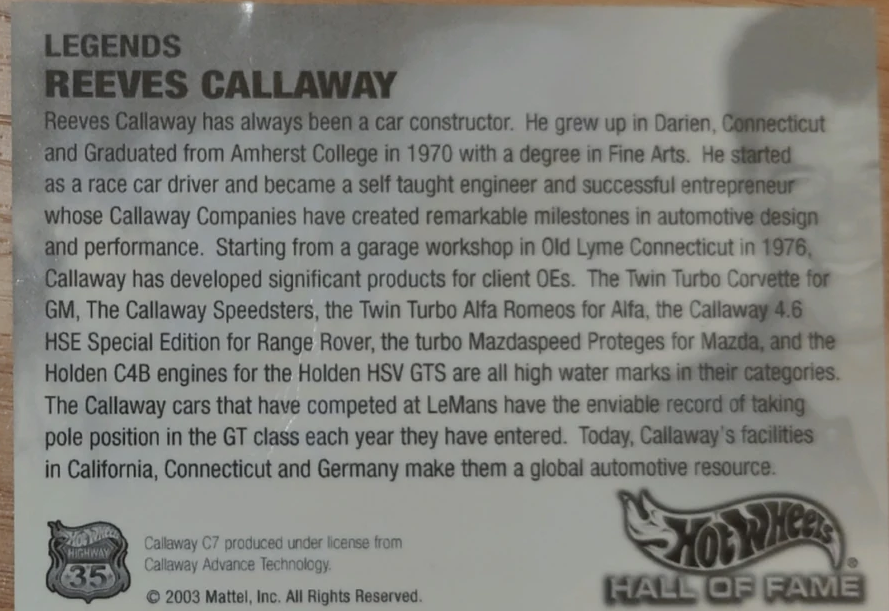 LEGENDS
REEVES CALLAWAY
Reeves Callaway has always been a car constructor. He grew up in Darien, Connecticut
and Graduated from Amherst College in 1970 with a degree in Fine Arts. He started
as a race car driver and became a self taught engineer and successful entrepreneur
whose Callaway Companies have created remarkable milestones in automotive design
and performance. Starting from a garage workshop in Old Lyme Connecticut in 1976,
Callaway has developed significant products for client OEs. The Twin Turbo Corvette for
GM, The Callaway Speedsters, the Twin Turbo Alfa Romeos for Alfa, the Callaway 4.6
HSE Special Edition for Range Rover, the turbo Mazdaspeed Proteges for Mazda, and the
Holden C4B engines for the Holden HSV GTS are all high water marks in their categories.
The Callaway cars that have competed at LeMans have the enviable record of taking
pole position in the GT class each year they have entered. Today, Callaway's facilities
in California, Connecticut and Germany make them a global automotive resource.
Hot Wheels
HIGHWAY
35
Callaway C7 produced under license from
Callaway Advance Technology.
© 2003 Mattel, Inc. All Rights Reserved.
Hot Wheels®
HALL OF FAME